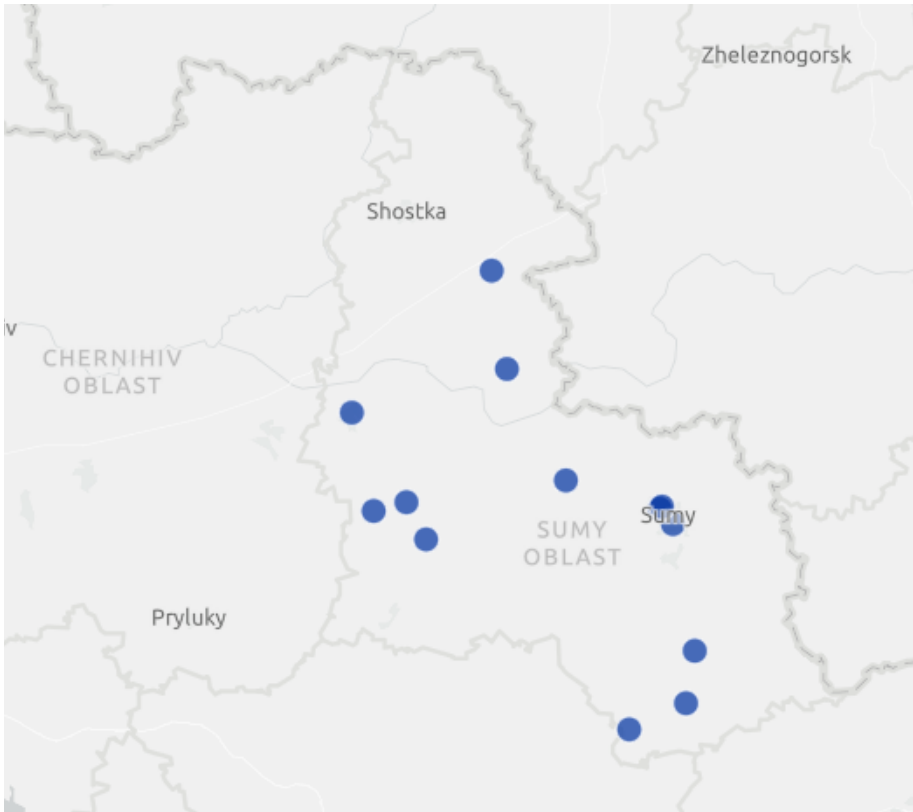 Zheleznogorsk
Shostka
CHERNIHIV
OBLAST
Sumy
SUMY
OBLAST
Pryluky